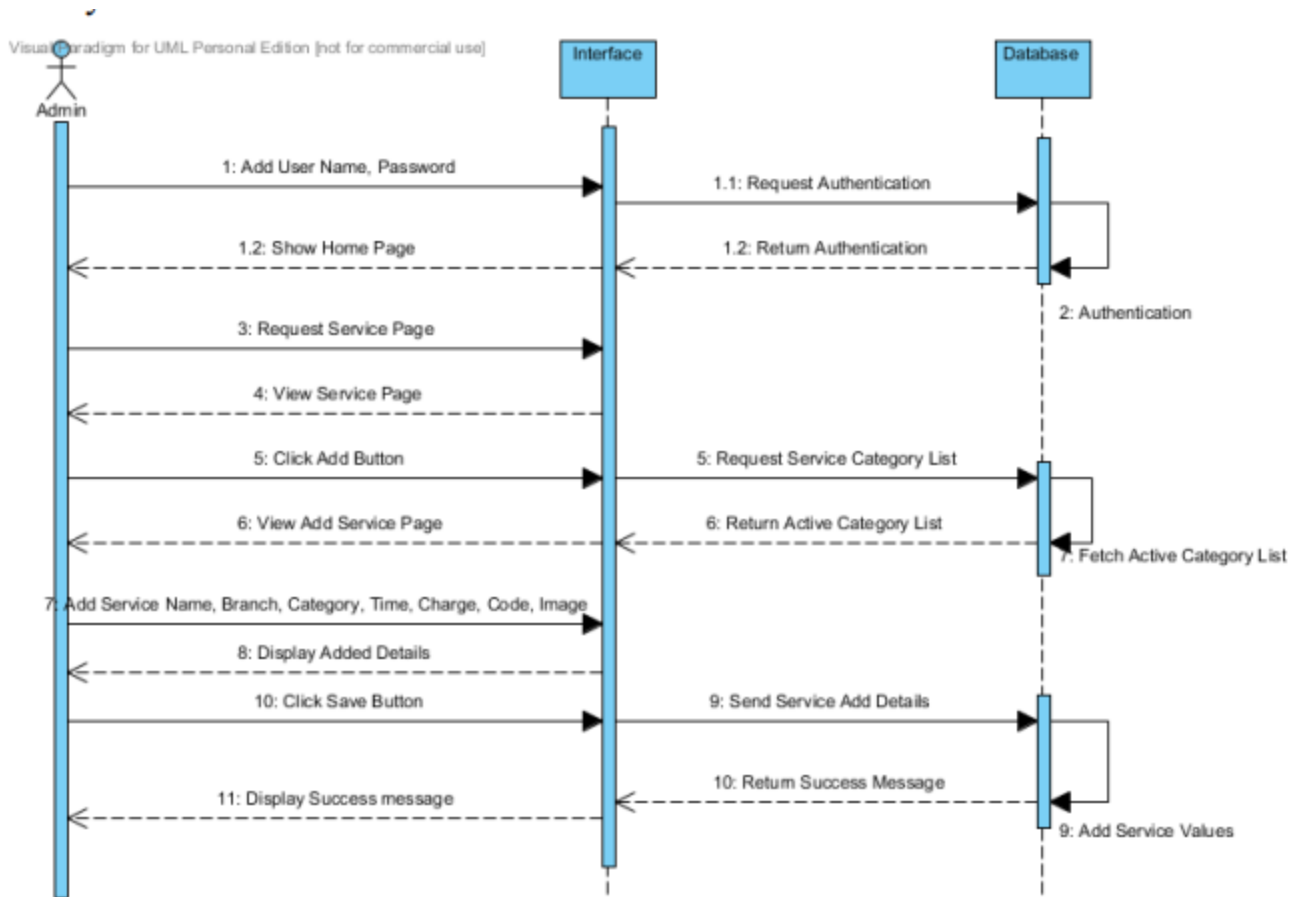 Visual Paradigm for UML Personal Edition [not for commercial use]
Interface
Database
Admin
1: Add User Name, Password
1.1: Request Authentication
1.2: Show Home Page
1.2: Return Authentication
2: Authentication
3: Request Service Page
4: View Service Page
5: Click Add Button
5: Request Service Category List
6: View Add Service Page
6: Return Active Category List
7: Fetch Active Category List
7: Add Service Name, Branch, Category, Time, Charge, Code, Image
8: Display Added Details
10: Click Save Button
9: Send Service Add Details
10: Return Success Message
11: Display Success message
9: Add Service Values